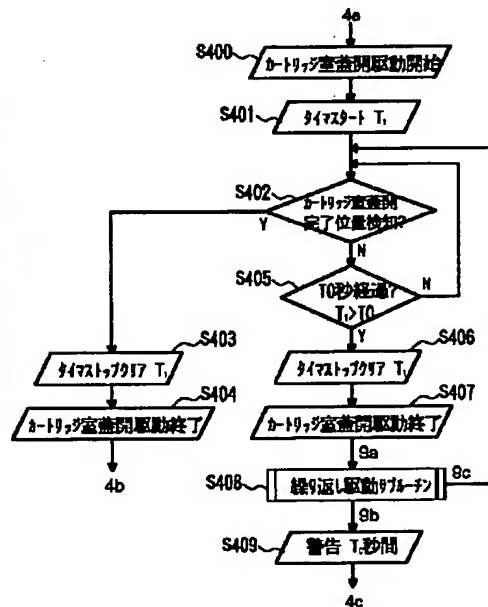 4a
S400
カートリッジ室蓋開駆動開始
S401
タイマスタート T₁
S402
カートリッジ室蓋開
完了位置検知?
Y
N
S405
T0秒経過?
T₁>T0
N
Y
S403
タイマストップクリア T₁
S404
カートリッジ室蓋開駆動終了
4b
S406
タイマストップクリア T₁
S407
カートリッジ室蓋開駆動終了
9a
S408
繰り返し駆動サブルーチン
9c
9b
S409
警告
秒間
4c